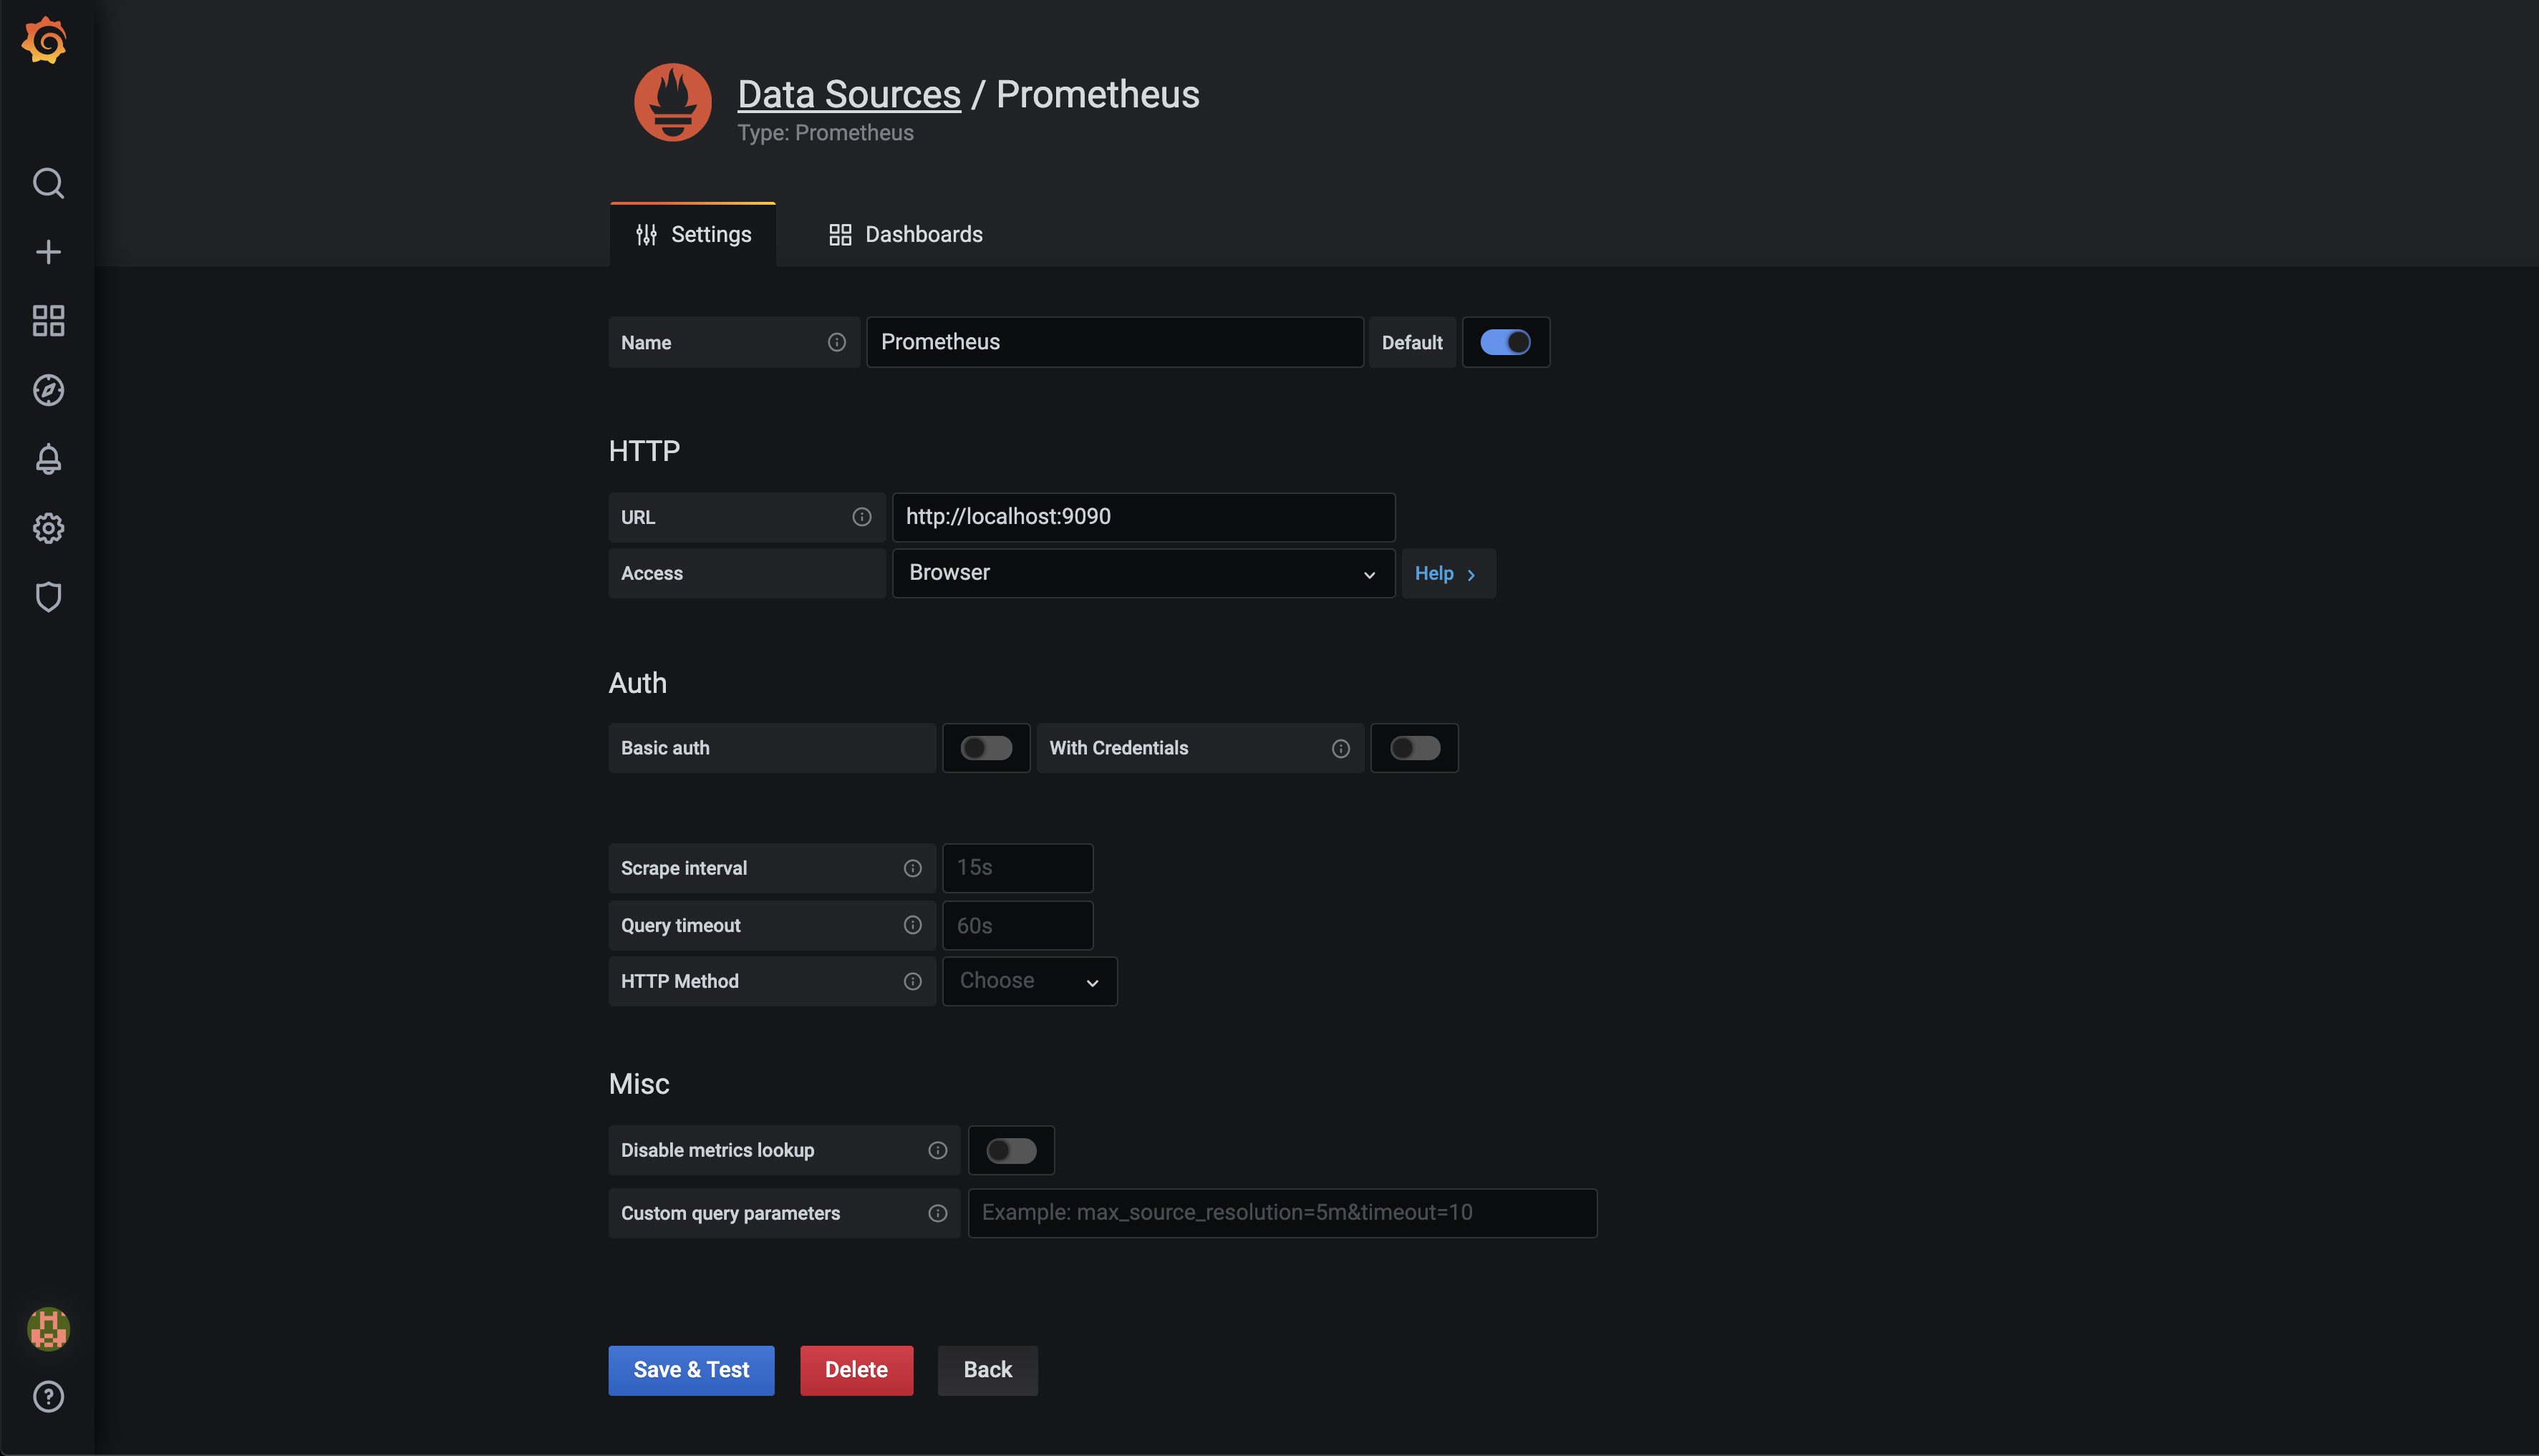 Data Sources / Prometheus
Type: Prometheus
Settings
Dashboards
Name
Prometheus
Default
HTTP
URL
http://localhost:9090
Access
Browser
Help
Auth
Basic auth
With Credentials
Scrape interval
15s
Query timeout
60s
HTTP Method
Choose
Misc
Disable metrics lookup
Custom query parameters
Example: max_source_resolution=5m&timeout=10
Save & Test
Delete
Back